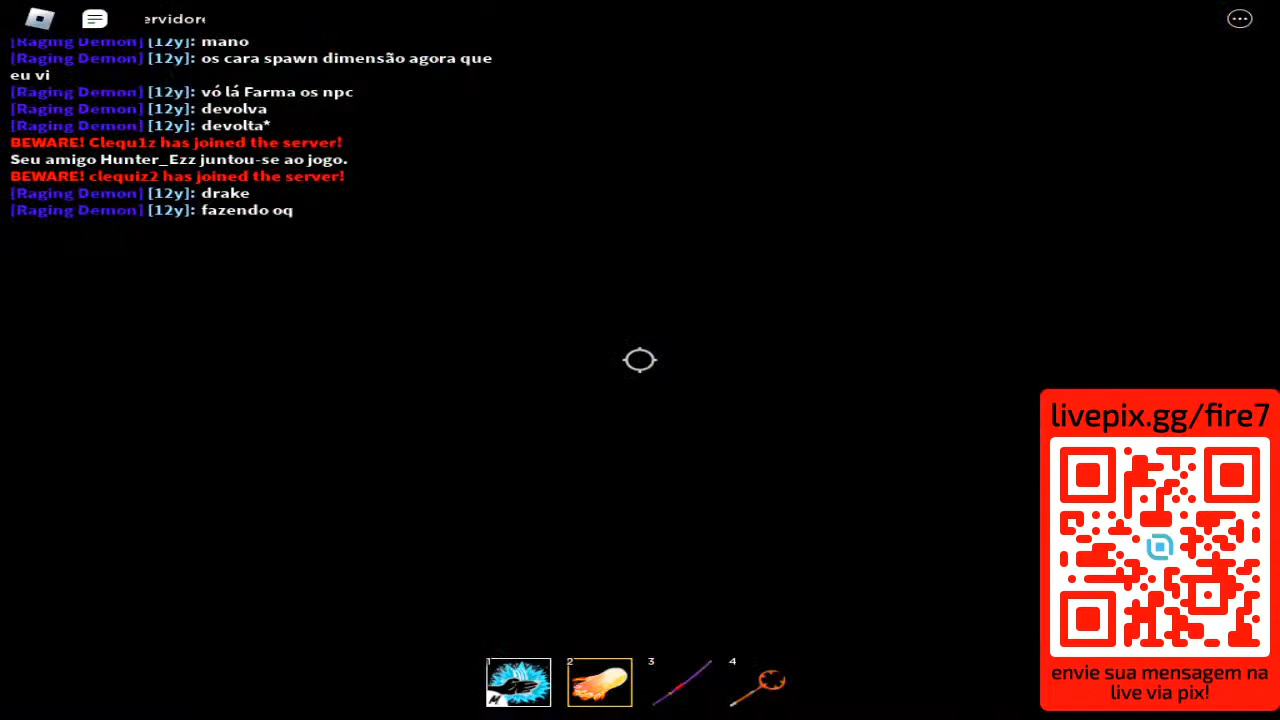 ervidore
[Raging Demon] [12y]: mano
[Raging Demon] [12y]: os cara spawn dimensão agora que
eu vi
[Raging Demon] [12y]: vó lá Farma os npc
[Raging Demon] [12y]: devolva
[Raging Demon] [12y]: devolta*
BEWARE! Clequ1z has joined the server!
Seu amigo Hunter_Ezz juntou-se ao jogo.
BEWARE! clequiz2 has joined the server!
[Raging Demon] [12y]: drake
[Raging Demon] [12y]: fazendo oq
livepix.gg/fire7
envie sua mensagem na
live via pix!
1 2 3 4